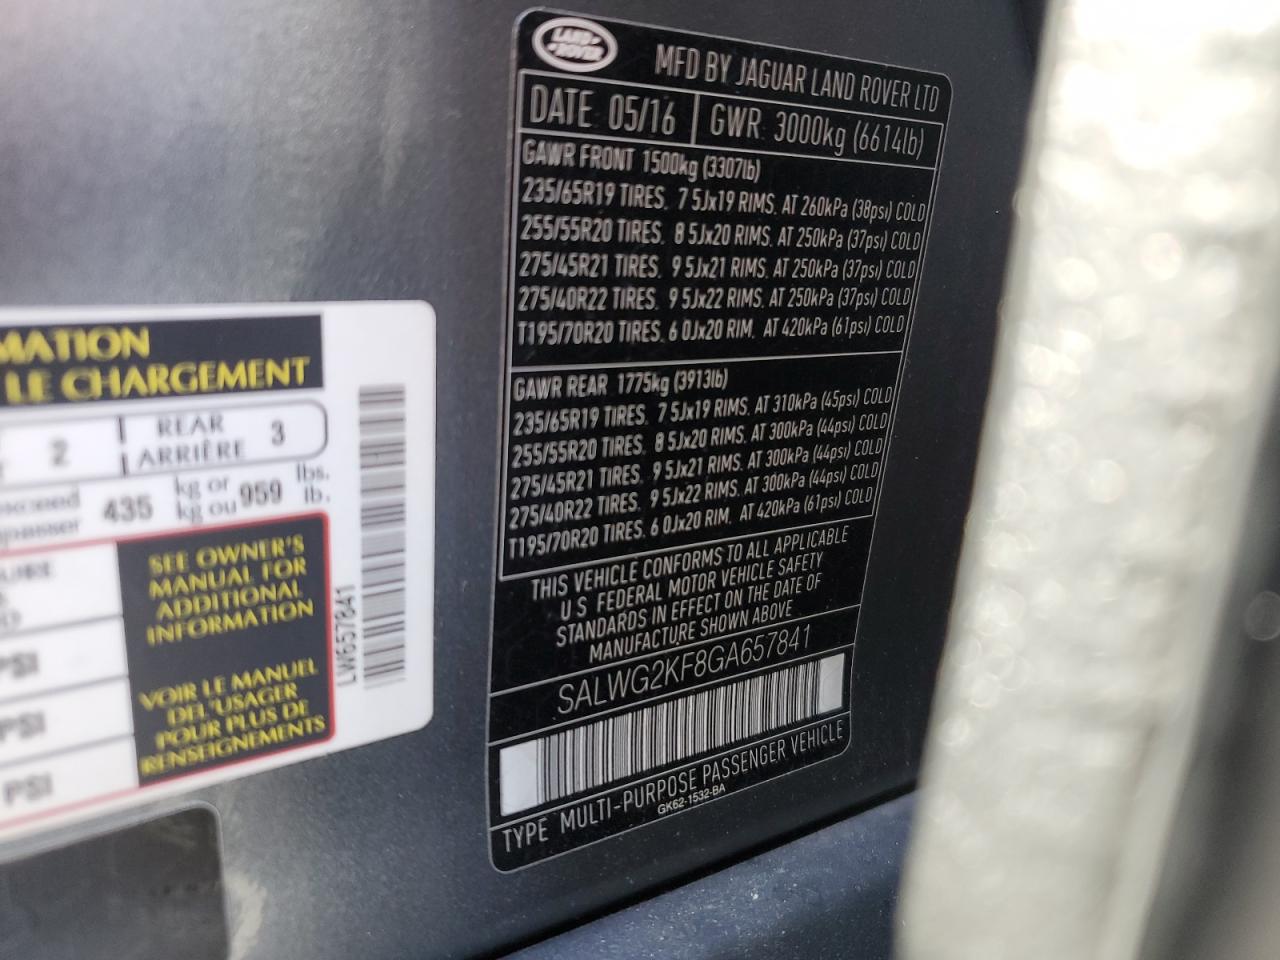 LAND ROVER
MFD BY JAGUAR LAND ROVER LTD
DATE 05/16 GWR 3000kg (6614lb)
GAWR FRONT 1500kg (3307lb)
235/65R19 TIRES. 7 5Jx19 RIMS. AT 260kPa (38psi) COLD
255/55R20 TIRES. 8 5Jx20 RIMS. AT 250kPa (37psi) COLD
275/45R21 TIRES. 9 5Jx21 RIMS. AT 250kPa (37psi) COLD
275/40R22 TIRES. 9 5Jx22 RIMS. AT 250kPa (37psi) COLD
T195/70R20 TIRES. 6 0Jx20 RIM. AT 420kPa (61psi) COLD
GAWR REAR 1775kg (3913lb)
235/65R19 TIRES. 7 5Jx19 RIMS. AT 310kPa (45psi) COLD
255/55R20 TIRES. 8 5Jx20 RIMS. AT 300kPa (44psi) COLD
275/45R21 TIRES. 9 5Jx21 RIMS. AT 300kPa (44psi) COLD
275/40R22 TIRES. 9 5Jx22 RIMS. AT 300kPa (44psi) COLD
T195/70R20 TIRES. 6 0Jx20 RIM. AT 420kPa (61psi) COLD
THIS VEHICLE CONFORMS TO ALL APPLICABLE
U S FEDERAL MOTOR VEHICLE SAFETY
STANDARDS IN EFFECT ON THE DATE OF
MANUFACTURE SHOWN ABOVE
SALWG2KF8GA657841
TYPE MULTI-PURPOSE PASSENGER VEHICLE
GK62-1532-BA
MATION
LE CHARGEMENT
2 REAR 3
ARRIÈRE
xceed 435 kg or 959 lbs.
passer kg ou lb.
SEE OWNER'S
MANUAL FOR
ADDITIONAL
INFORMATION
VOIR LE MANUEL
DEL'USAGER
POUR PLUS DE
RENSEIGNEMENTS
PSI
PSI
PSI
LW657841